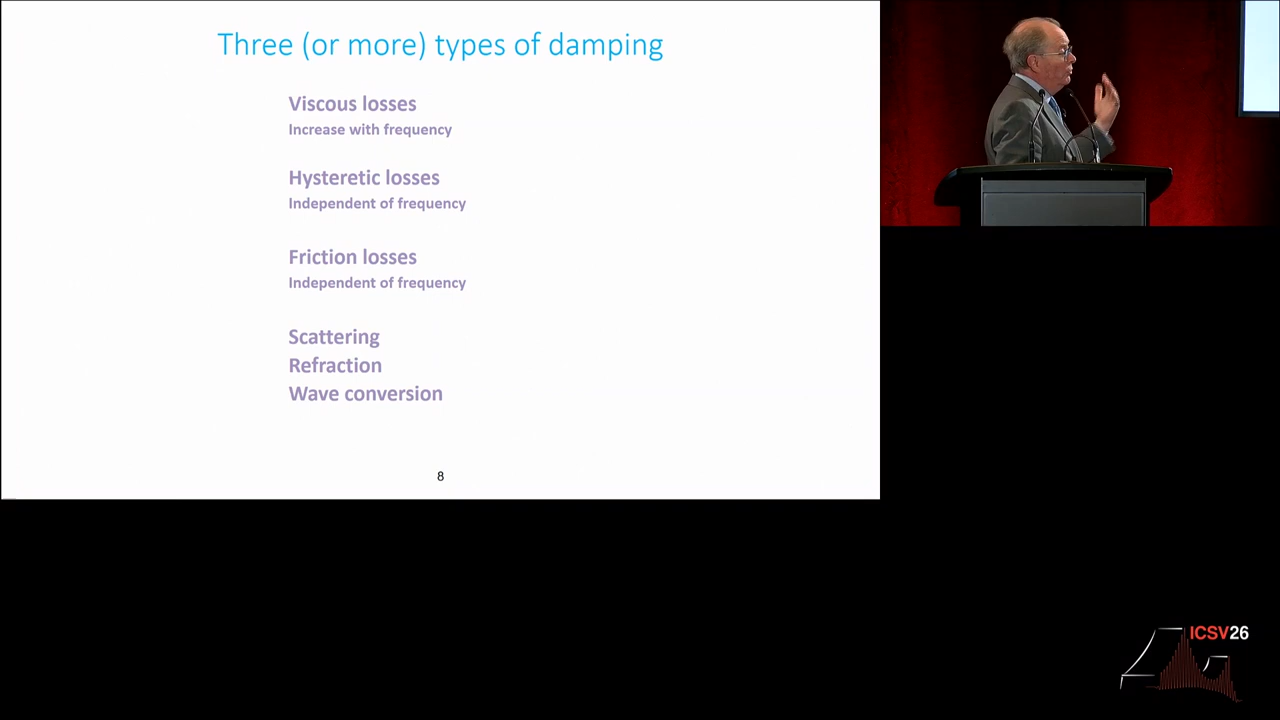 Three (or more) types of damping
Viscous losses
Increase with frequency
Hysteretic losses
Independent of frequency
Friction losses
Independent of frequency
Scattering
Refraction
Wave conversion
8
ICSV26